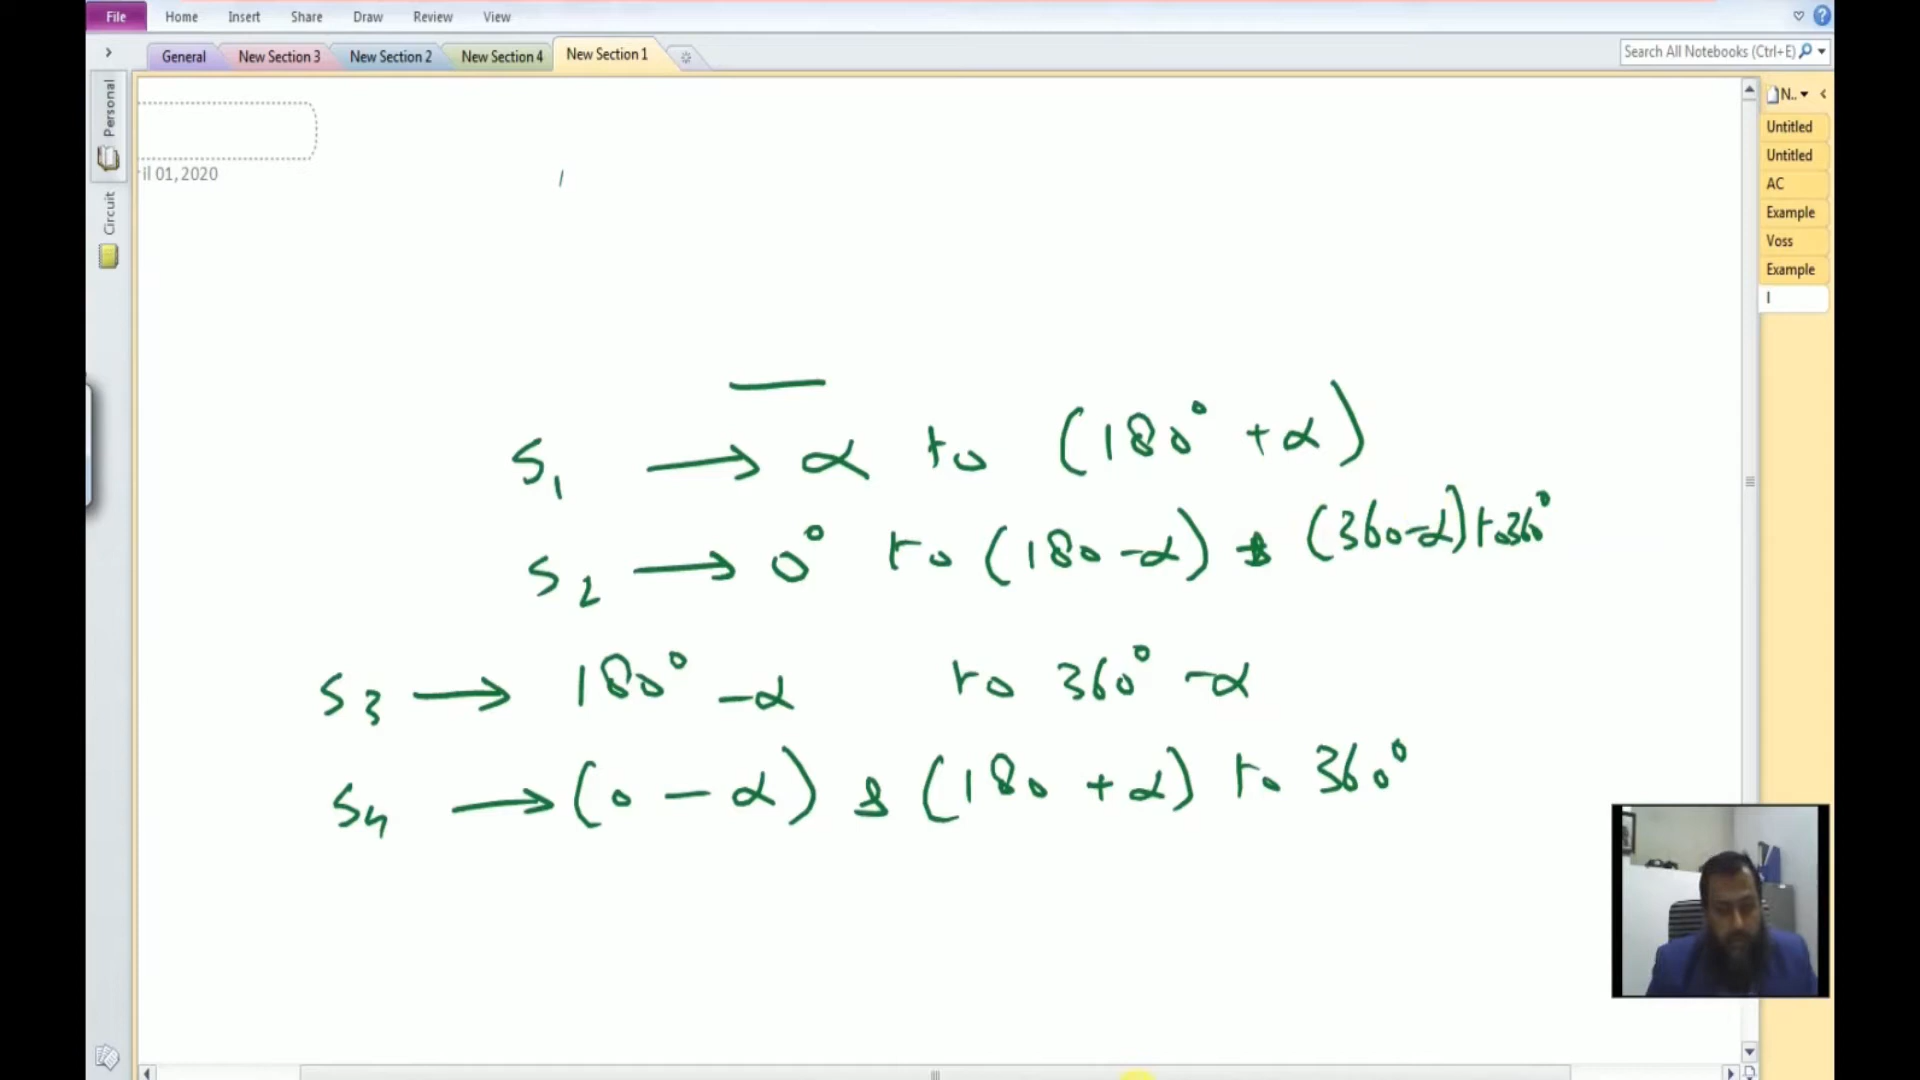 File Home Insert Share Draw Review View
General New Section 3 New Section 2 New Section 4 New Section 1
Search All Notebooks (Ctrl+E)
Personal
Circuit
il 01, 2020
N..
Untitled
Untitled
AC
Example
Voss
Example
I
S₁ → α to (180° + α)
S₂ → 0° to (180 - α) & (360 - α) to 360°
S₃ → 180° - α to 360° - α
S₄ → (0 - α) & (180 + α) to 360°